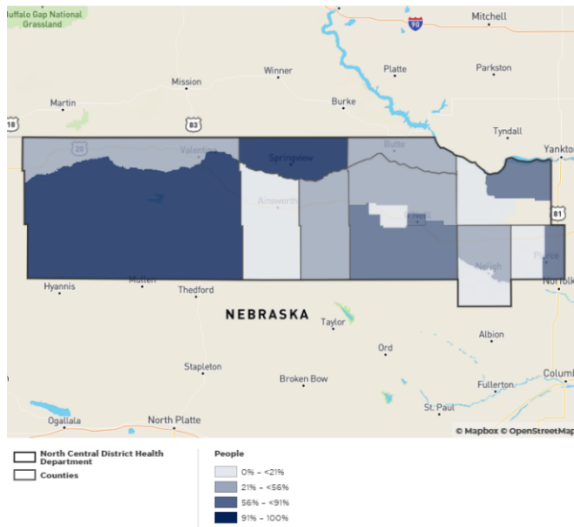 Buffalo Gap National
Grassland
Mitchell
90
Winner
Platte
Parkston
Mission
Martin
Burke
18
83
Tyndall
Yankton
20
Valentine
Springview
Butte
Ainsworth
O'Neill
81
Neligh
Pierce
Hyannis
Mullen
Thedford
Norfolk
NEBRASKA
Taylor
Albion
Ord
Stapleton
Broken Bow
Fullerton
Colum
St. Paul
Ogallala
North Platte
© Mapbox © OpenStreetMap
North Central District Health
Department
Counties
People
0% - <21%
21% - <56%
56% - <91%
91% - 100%